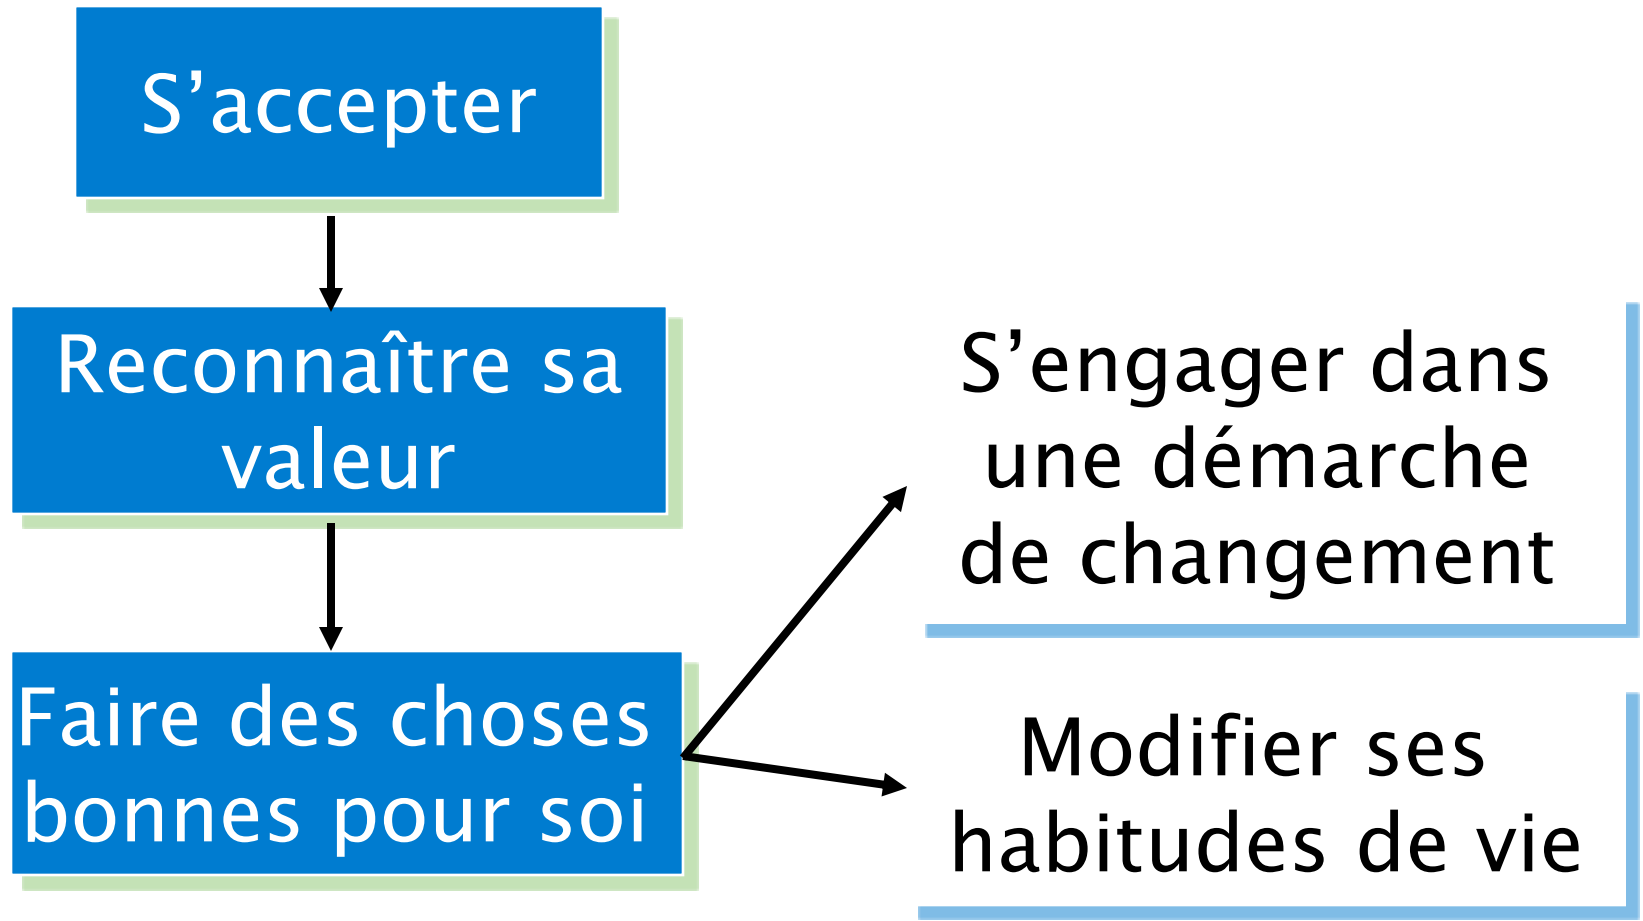 S’accepter
Reconnaître sa
valeur
Faire des choses
bonnes pour soi
S’engager dans
une démarche
de changement
Modifier ses
habitudes de vie